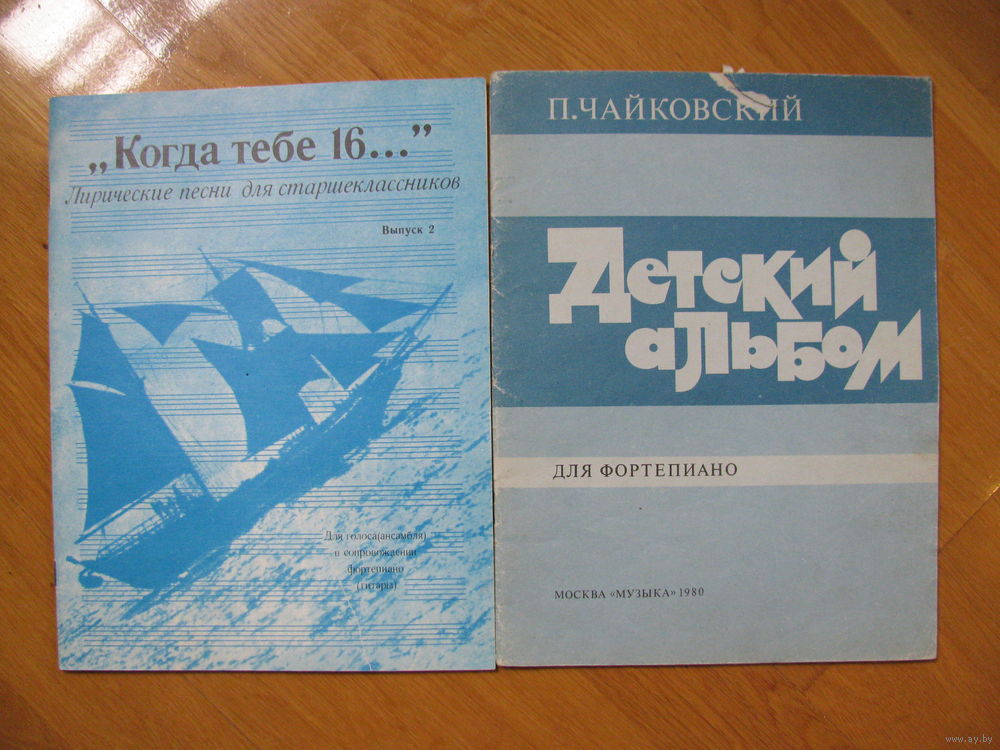 „Когда тебе 16...”
Лирические песни для старшеклассников
Выпуск 2
Для голоса(ансамбля)
в сопровождении
фортепиано
(гитары)
П.ЧАЙКОВСКИЙ
Детский
альбом
ДЛЯ ФОРТЕПИАНО
МОСКВА «МУЗЫКА» 1980
www.ay.by